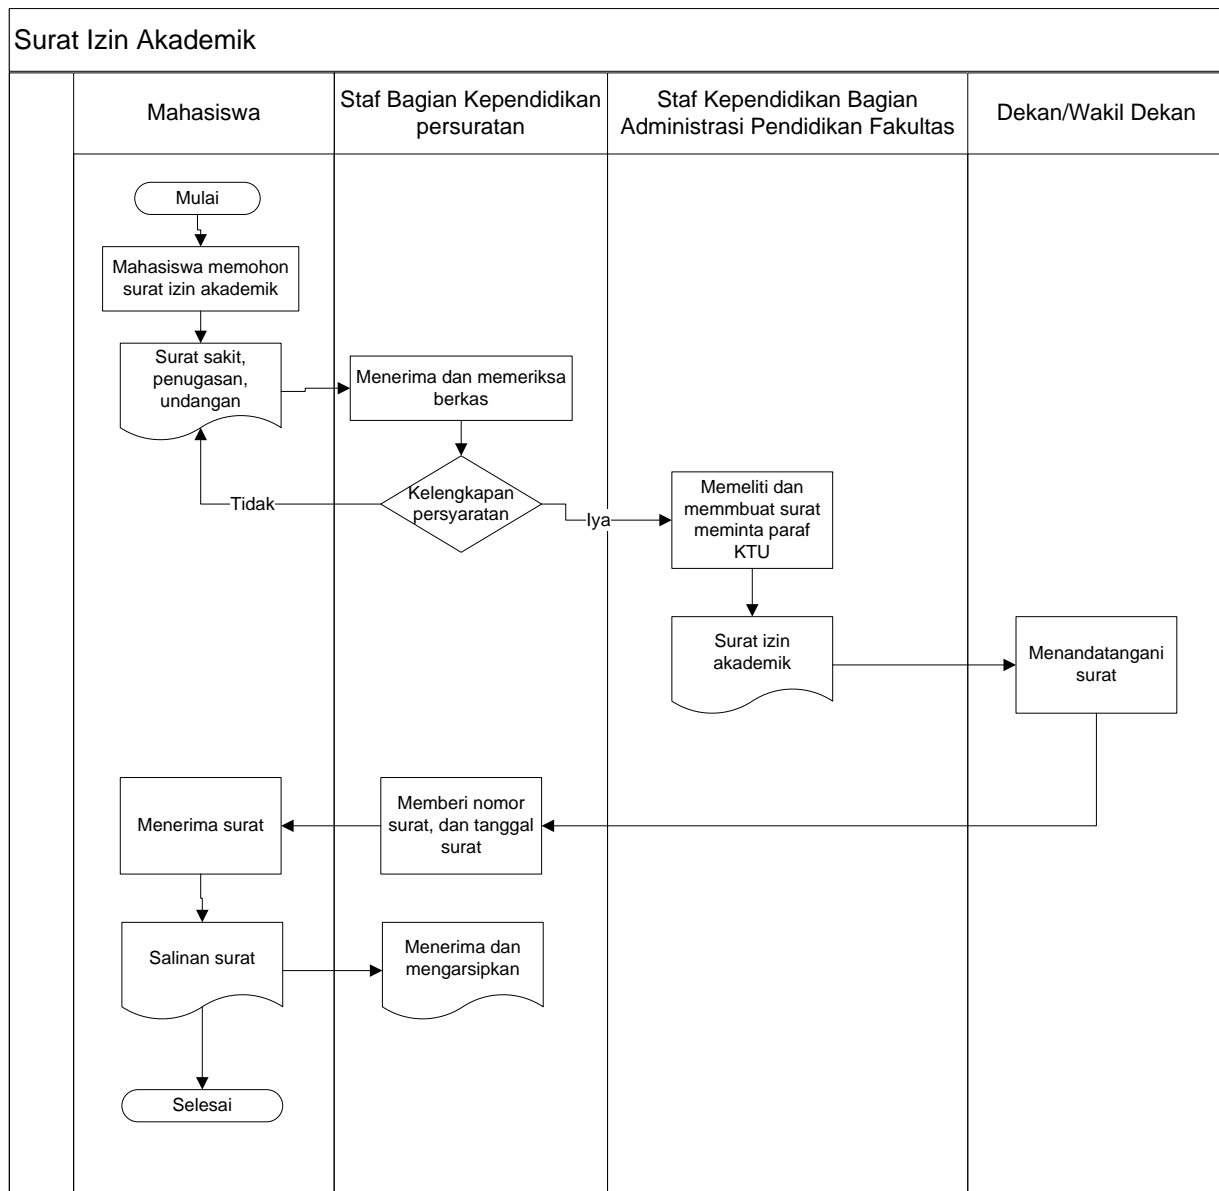 Surat Izin Akademik
Mahasiswa
Staf Bagian Kependidikan
persuratan
Staf Kependidikan Bagian
Administrasi Pendidikan Fakultas
Dekan/Wakil Dekan
Mulai
Mahasiswa memohon
surat izin akademik
Surat sakit,
penugasan,
undangan
Menerima dan memeriksa
berkas
Kelengkapan
persyaratan
Tidak
Iya
Memeliti dan
memmbuat surat
meminta paraf
KTU
Surat izin
akademik
Menandatangani
surat
Memberi nomor
surat, dan tanggal
surat
Menerima surat
Salinan surat
Menerima dan
mengarsipkan
Selesai